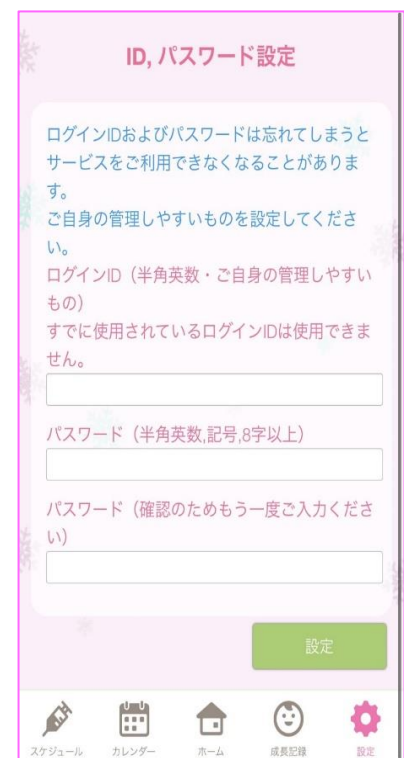 ID, パスワード設定
ログインIDおよびパスワードは忘れてしまうと
サービスをご利用できなくなることがありま
す。
ご自身の管理しやすいものを設定してくださ
い。
ログインID（半角英数・ご自身の管理しやすい
もの）
すでに使用されているログインIDは使用できま
せん。
パスワード（半角英数,記号,8字以上）
パスワード（確認のためもう一度ご入力くださ
い）
設定
スケジュール カレンダー ホーム 成長記録 設定